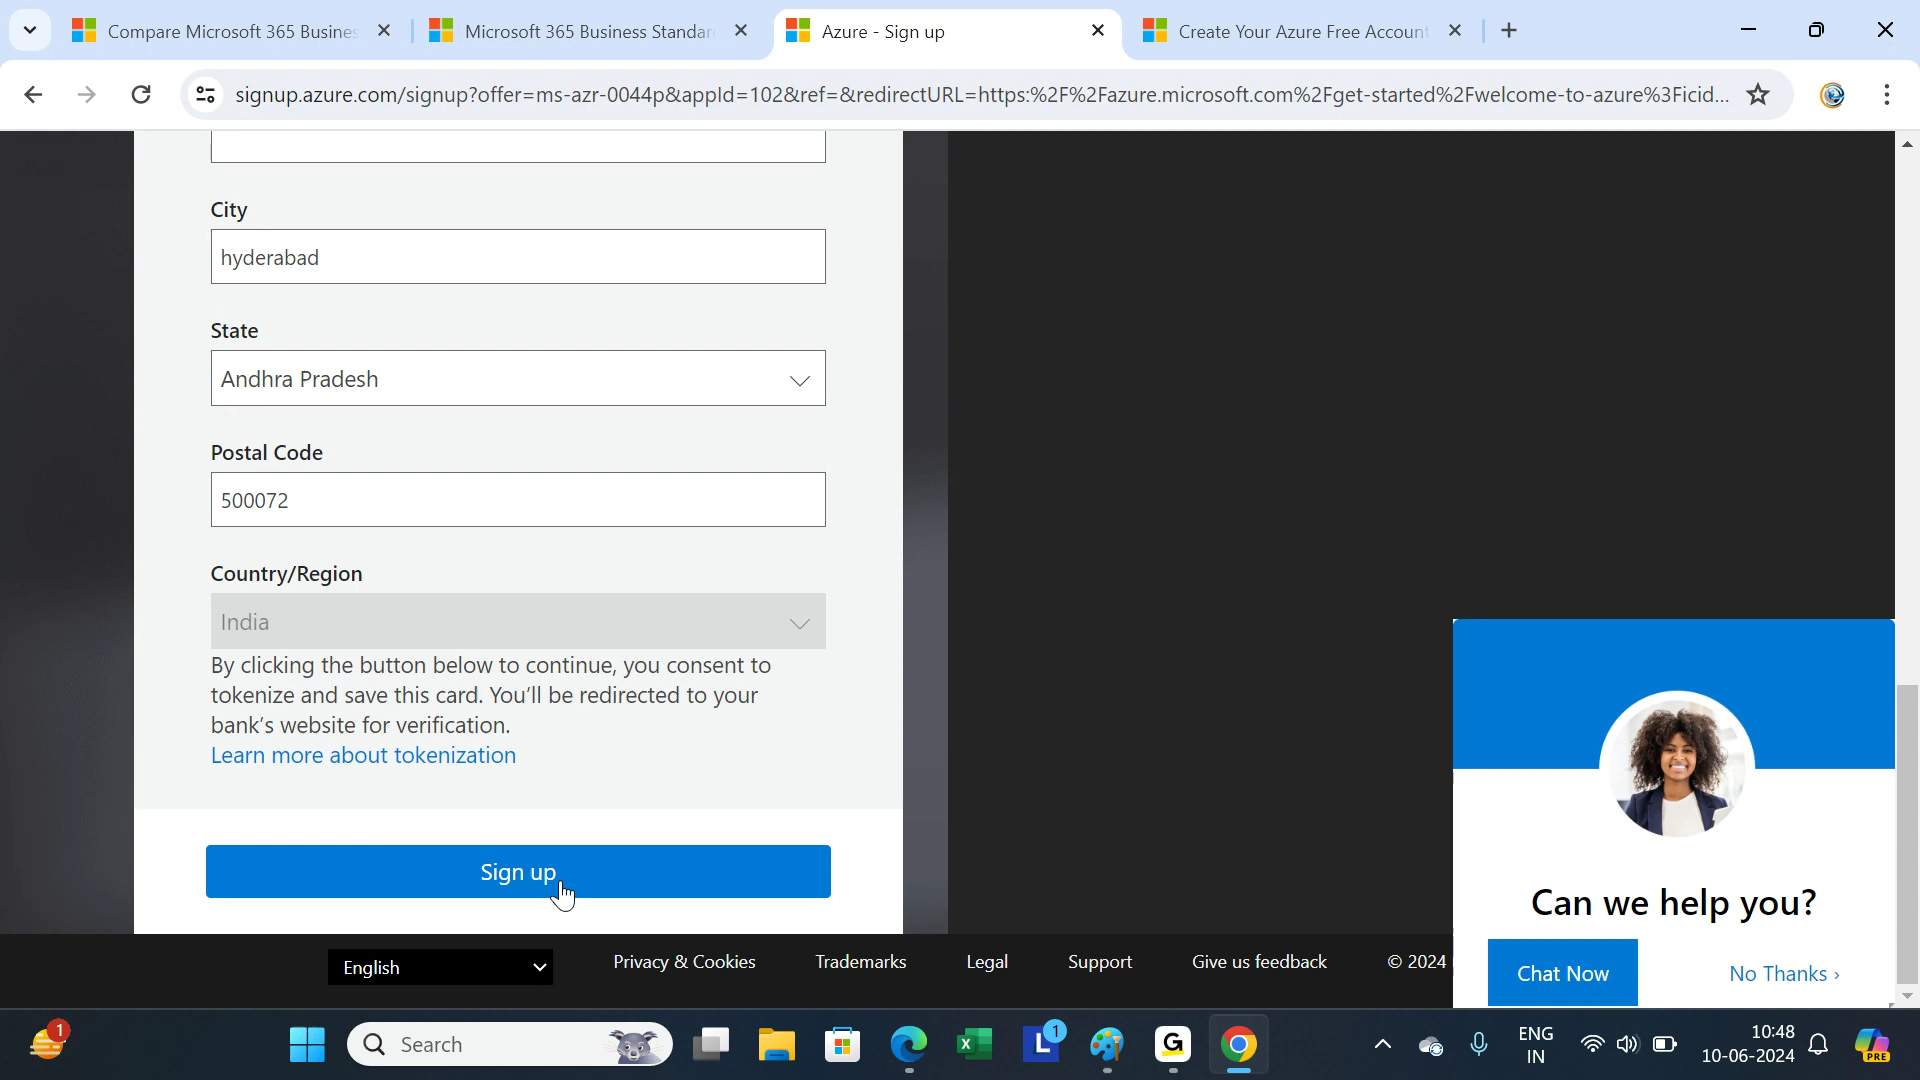 Compare Microsoft 365 Busines
Microsoft 365 Business Standar
Azure - Sign up
Create Your Azure Free Account
signup.azure.com/signup?offer=ms-azr-0044p&appId=102&ref=&redirectURL=https:%2F%2Fazure.microsoft.com%2Fget-started%2Fwelcome-to-azure%3Ficid...
City
hyderabad
State
Andhra Pradesh
Postal Code
500072
Country/Region
India
By clicking the button below to continue, you consent to
tokenize and save this card. You'll be redirected to your
bank's website for verification.
Learn more about tokenization
Sign up
Can we help you?
Chat Now
No Thanks ›
English
Privacy & Cookies
Trademarks
Legal
Support
Give us feedback
© 2024
1
Search
X
L
1
G
ENG
IN
10:48
10-06-2024
PRE